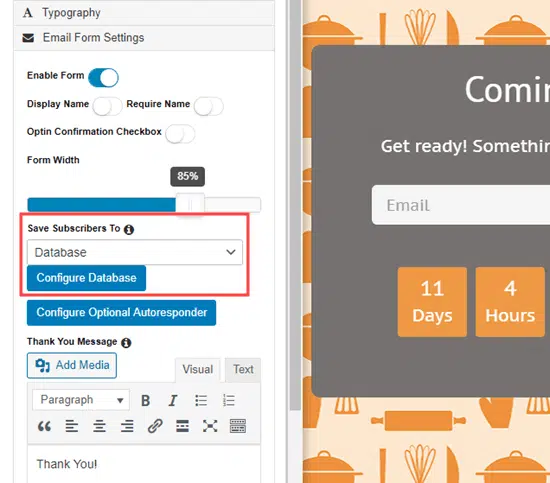 Typography
Email Form Settings
Enable Form
Display Name Require Name
Optin Confirmation Checkbox
Form Width
85%
Save Subscribers To
Database
Configure Database
Configure Optional Autoresponder
Thank You Message
Add Media
Visual Text
Paragraph B I
Thank You!
Comin
Get ready! Somethin
Email
11 4
Days Hours